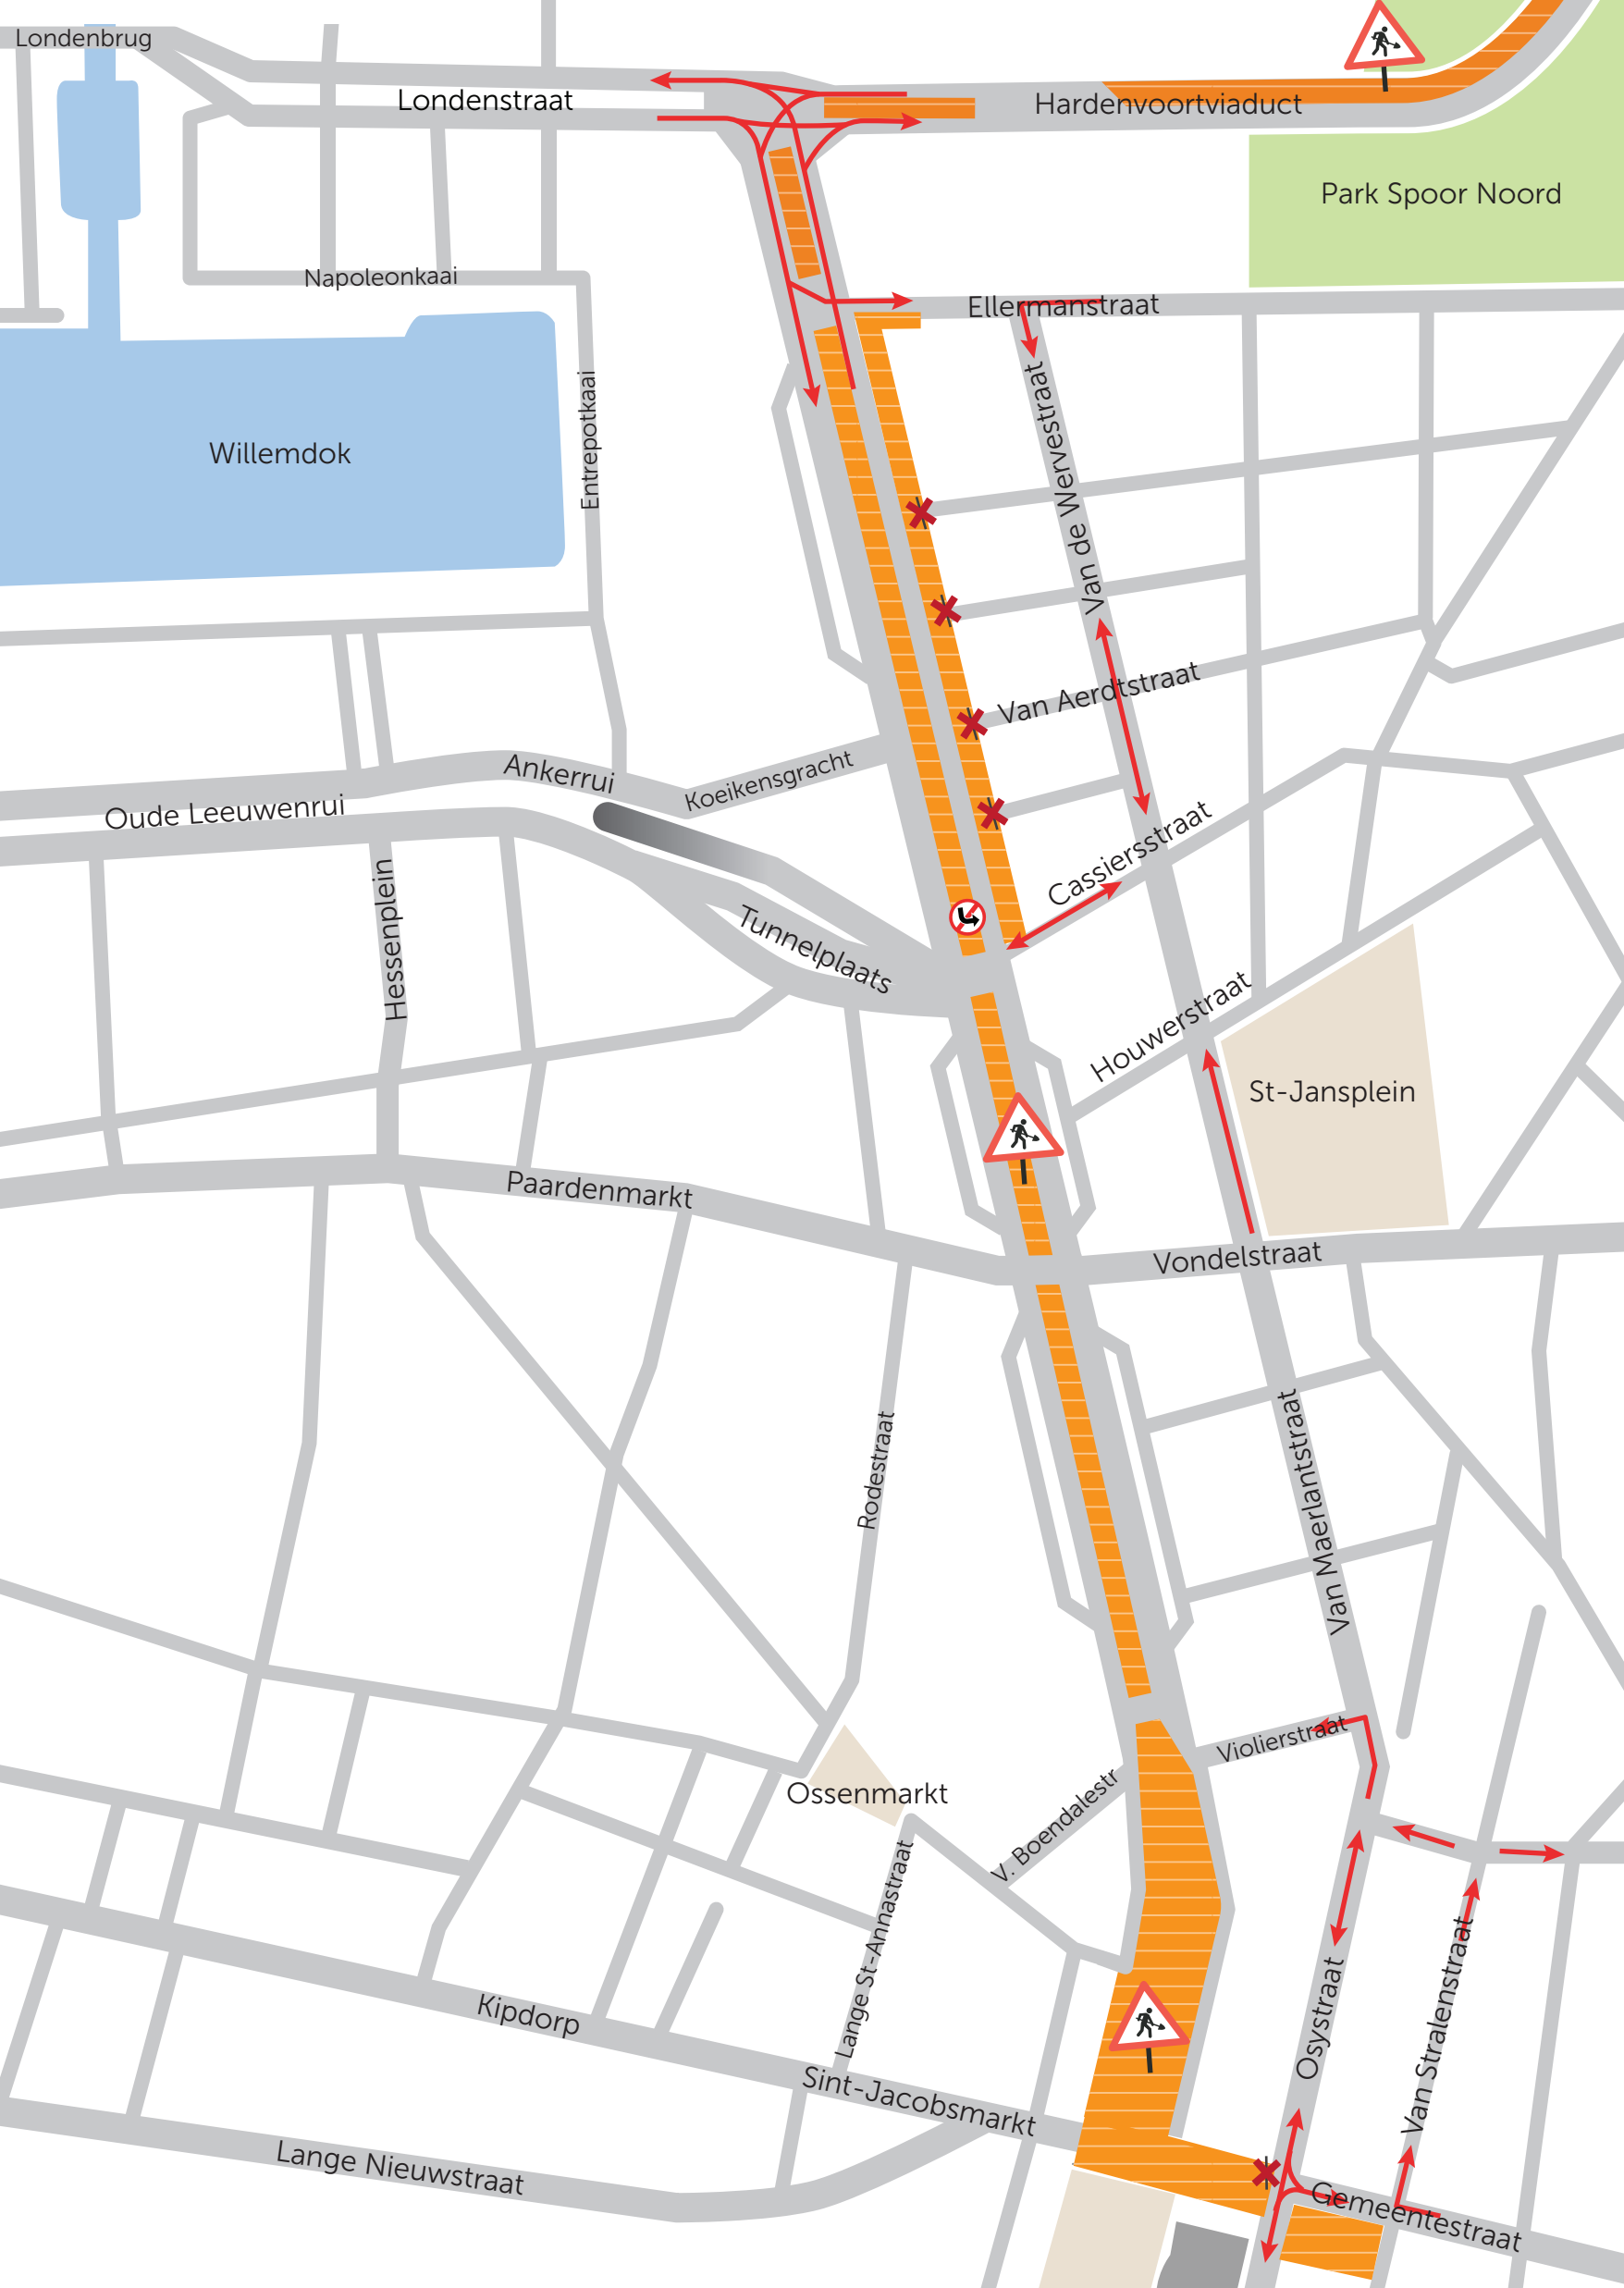 Londenbrug
Londenstraat
Hardenvoortviaduct
Park Spoor Noord
Napoleonkaai
Ellermanstraat
Entrepotkaai
Willemdok
Van de Wervestraat
Van Aerdtstraat
Ankerrui
Koeikensgracht
Oude Leeuwenrui
Cassiersstraat
Hessenplein
Tunnelplaats
Houwerstraat
St-Jansplein
Paardenmarkt
Vondelstraat
Rodestraat
Van Maerlantstraat
Violierstraat
Ossenmarkt
V. Boendalestr
Lange St-Annastraat
Osystraat
Van Stralenstraat
Kipdorp
Sint-Jacobsmarkt
Lange Nieuwstraat
Gemeentestraat